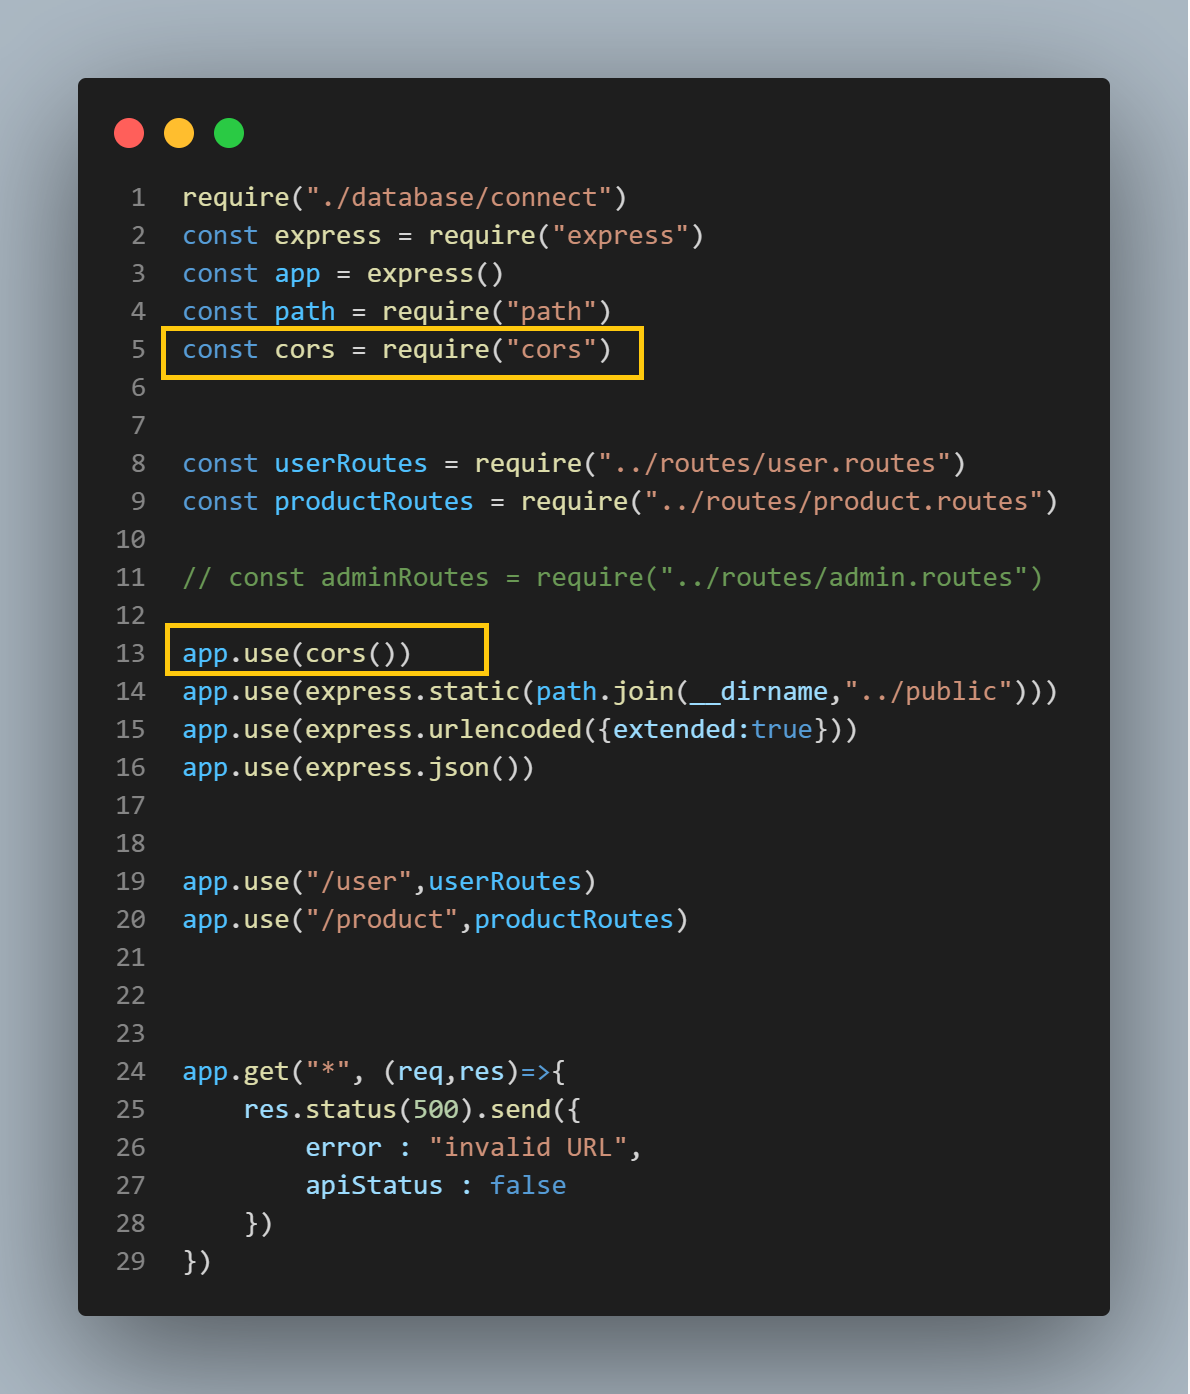 1 require("./database/connect")
2 const express = require("express")
3 const app = express()
4 const path = require("path")
5 const cors = require("cors")
6
7
8 const userRoutes = require("../routes/user.routes")
9 const productRoutes = require("../routes/product.routes")
10
11 // const adminRoutes = require("../routes/admin.routes")
12
13 app.use(cors())
14 app.use(express.static(path.join(__dirname,"../public")))
15 app.use(express.urlencoded({extended:true}))
16 app.use(express.json())
17
18
19 app.use("/user",userRoutes)
20 app.use("/product",productRoutes)
21
22
23
24 app.get("*", (req,res)=>{
25     res.status(500).send({
26         error : "invalid URL",
27         apiStatus : false
28     })
29 })